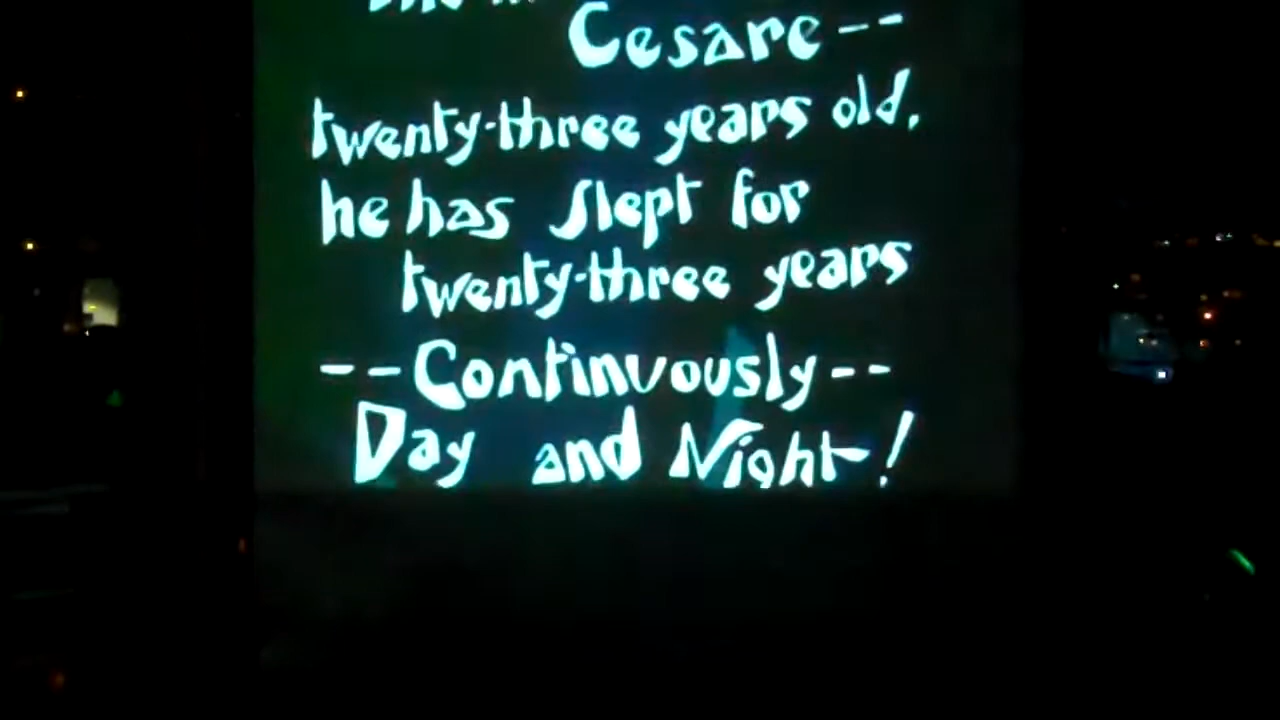 Cesare--
twenty-three years old,
he has slept for
twenty-three years
--Continuously--
Day and Night!